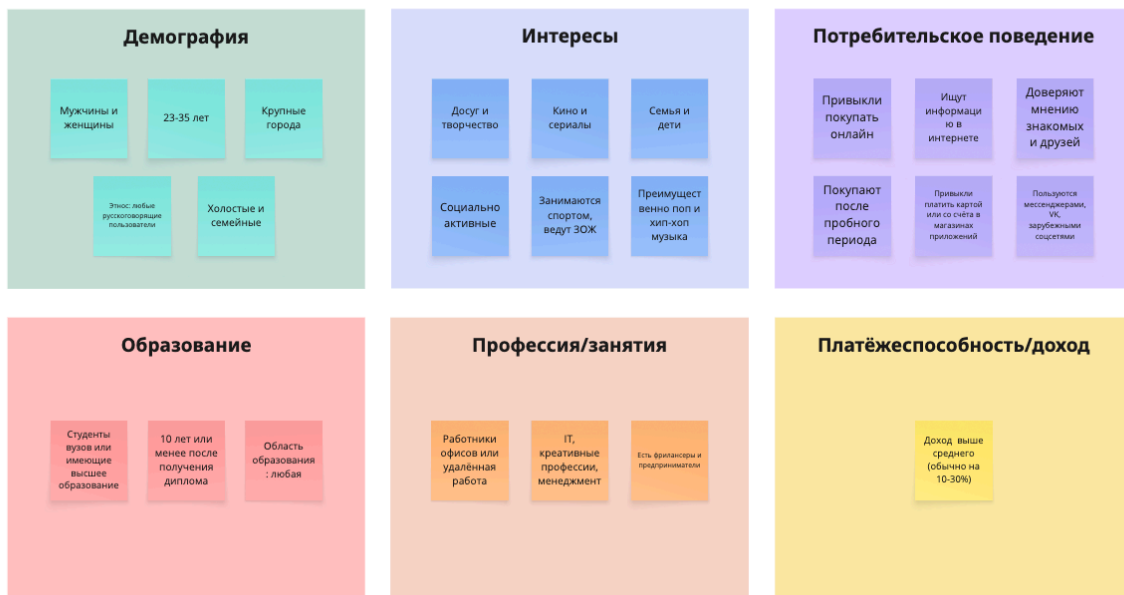 Демография
Мужчины и
женщины
23-35 лет
Крупные
города
Этнос: любые
русскоговорящие
пользователи
Холостые и
семейные
Интересы
Досуг и
творчество
Кино и
сериалы
Семья и
дети
Социально
активные
Занимаются
спортом,
ведут ЗОЖ
Преимущест
венно поп и
хип-хоп
музыка
Потребительское поведение
Привыкли
покупать
онлайн
Ищут
информаци
ю в
интернете
Доверяют
мнению
знакомых
и друзей
Покупают
после
пробного
периода
Привыкли
платить картой
или со счёта в
магазинах
приложений
Пользуются
мессенджерами,
VK,
зарубежными
соцсетями
Образование
Студенты
вузов или
имеющие
высшее
образование
10 лет или
менее после
получения
диплома
Область
образования
: любая
Профессия/занятия
Работники
офисов или
удалённая
работа
IT,
креативные
профессии,
менеджмент
Есть фрилансеры и
предприниматели
Платёжеспособность/доход
Доход выше
среднего
(обычно на
10-30%)